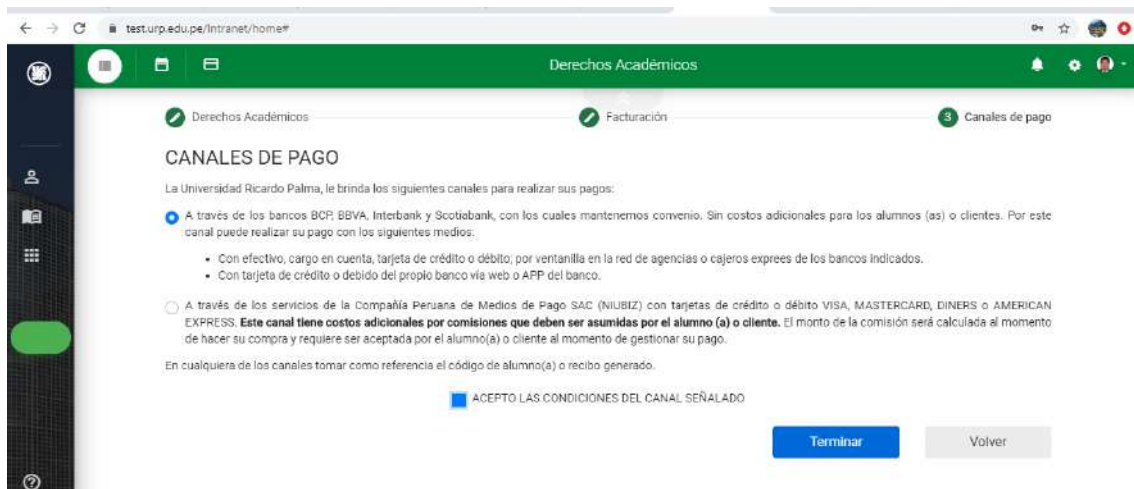 test.urp.edu.pe/Intranet/home#
Derechos Académicos
Derechos Académicos
Facturación
3 Canales de pago
CANALES DE PAGO
La Universidad Ricardo Palma, le brinda los siguientes canales para realizar sus pagos:
A través de los bancos BCP, BBVA, Interbank y Scotiabank, con los cuales mantenemos convenio. Sin costos adicionales para los alumnos (as) o clientes. Por este
canal puede realizar su pago con los siguientes medios:
• Con efectivo, cargo en cuenta, tarjeta de crédito o débito; por ventanilla en la red de agencias o cajeros exprees de los bancos indicados.
• Con tarjeta de crédito o debido del propio banco vía web o APP del banco.
A través de los servicios de la Compañía Peruana de Medios de Pago SAC (NIUBIZ) con tarjetas de crédito o débito VISA, MASTERCARD, DINERS o AMERICAN
EXPRESS. Este canal tiene costos adicionales por comisiones que deben ser asumidas por el alumno (a) o cliente. El monto de la comisión será calculada al momento
de hacer su compra y requiere ser aceptada por el alumno(a) o cliente al momento de gestionar su pago.
En cualquiera de los canales tomar como referencia el código de alumno(a) o recibo generado.
ACEPTO LAS CONDICIONES DEL CANAL SEÑALADO
Terminar
Volver